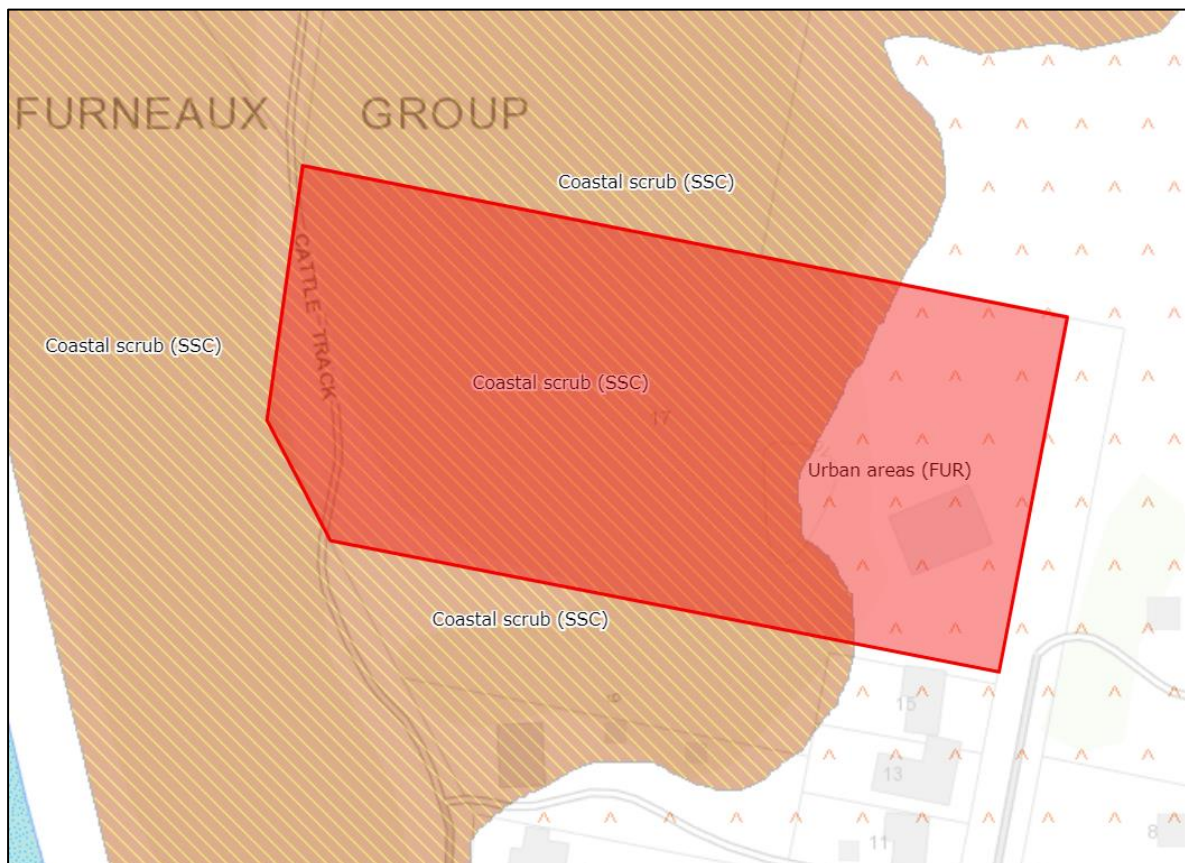 FURNEAUX GROUP
Coastal scrub (SSC)
CATTLE TRACK
Coastal scrub (SSC)
Coastal scrub (SSC)
17
Urban areas (FUR)
Coastal scrub (SSC)
9
15
13
11
8